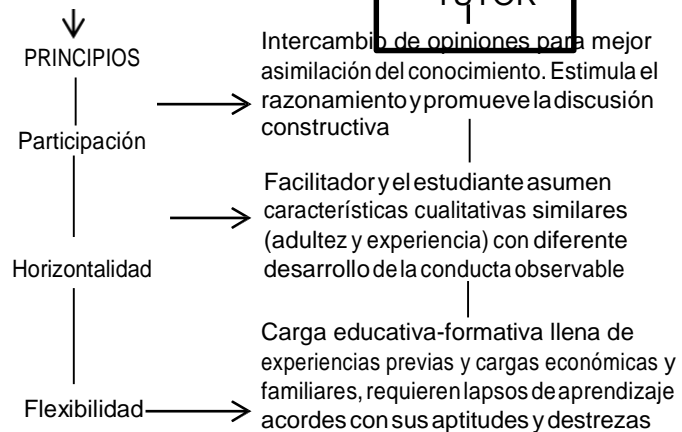 TUTOR
PRINCIPIOS
Participación
Horizontalidad
Flexibilidad
Intercambio de opiniones para mejor
asimilación del conocimiento. Estimula el
razonamiento y promueve la discusión
constructiva
Facilitador y el estudiante asumen
características cualitativas similares
(adultez y experiencia) con diferente
desarrollo de la conducta observable
Carga educativa-formativa llena de
experiencias previas y cargas económicas y
familiares, requieren lapsos de aprendizaje
acordes con sus aptitudes y destrezas